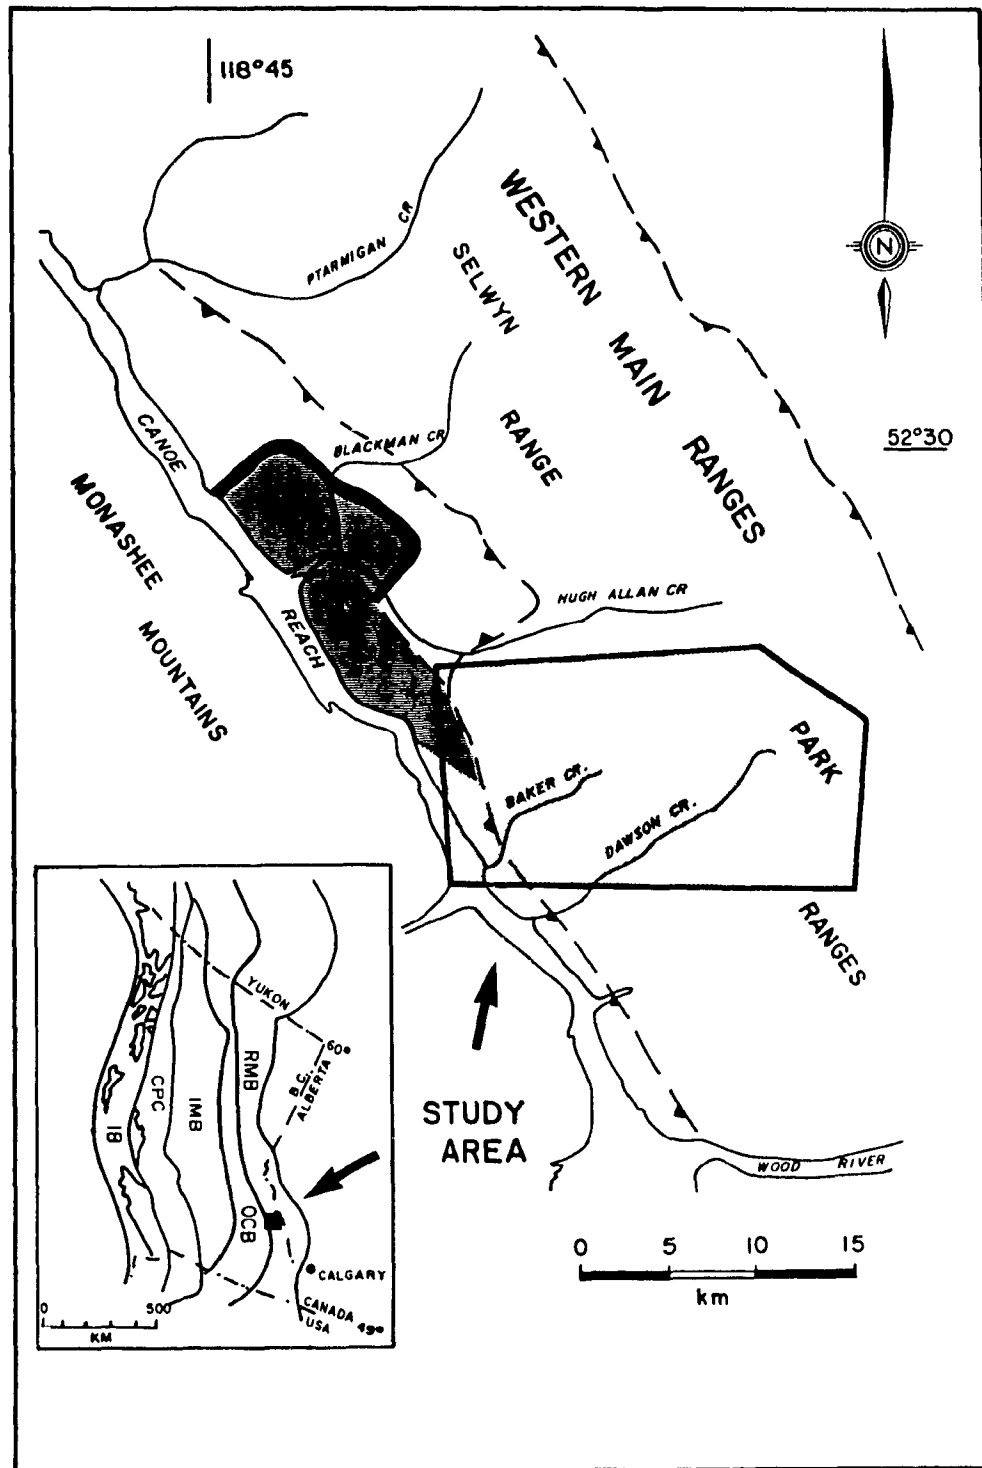 118°45
N
PTARMIGAN CR
SELWYN
RANGE
WESTERN
MAIN
RANGES
52°30
BLACKMAN CR
CANOE
REACH
MONASHEE
MOUNTAINS
HUGH ALLAN CR
PARK
RANGES
BAKER CR.
DAWSON CR.
STUDY
AREA
WOOD RIVER
0 5 10 15
km
YUKON
60°
B.C.
ALBERTA
RMB
CPC
IMB
IB
OCB
CALGARY
CANADA
USA
49°
0 500
KM